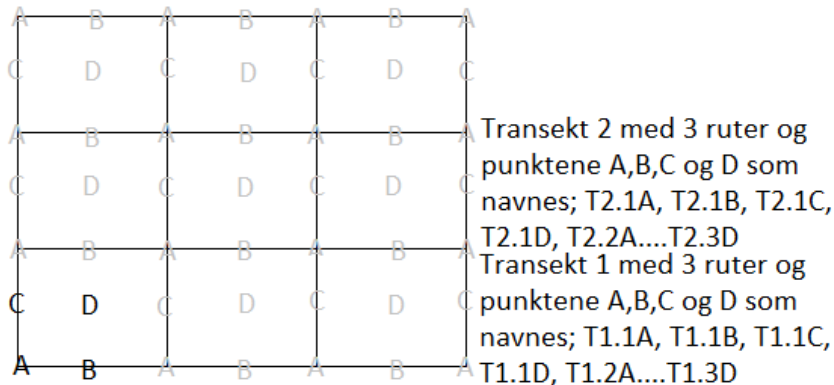 A B A B A B A
C D C D C D C
A B A B A B A
Transekt 2 med 3 ruter og
punktene A,B,C og D som
C D C D C D C
navnes; T2.1A, T2.1B, T2.1C,
T2.1D, T2.2A....T2.3D
A B A B A B A
Transekt 1 med 3 ruter og
punktene A,B,C og D som
C D C D C D C
navnes; T1.1A, T1.1B, T1.1C,
T1.1D, T1.2A....T1.3D
A B A B A B A